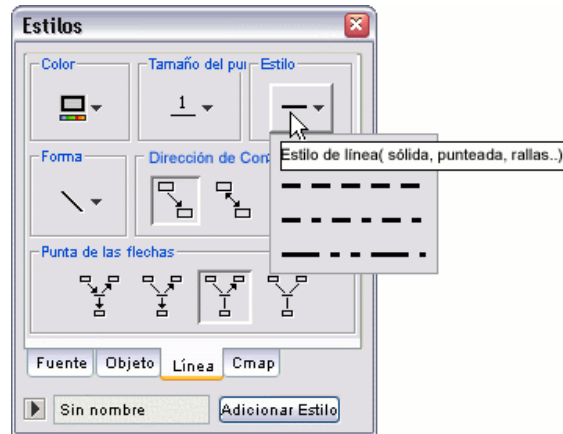 Estilos
Color
Tamaño del pu
Estilo
1
Estilo de línea( sólida, punteada, rallas..)
Forma
Dirección de Con
Punta de las flechas
Fuente
Objeto
Línea
Cmap
Sin nombre
Adicionar Estilo